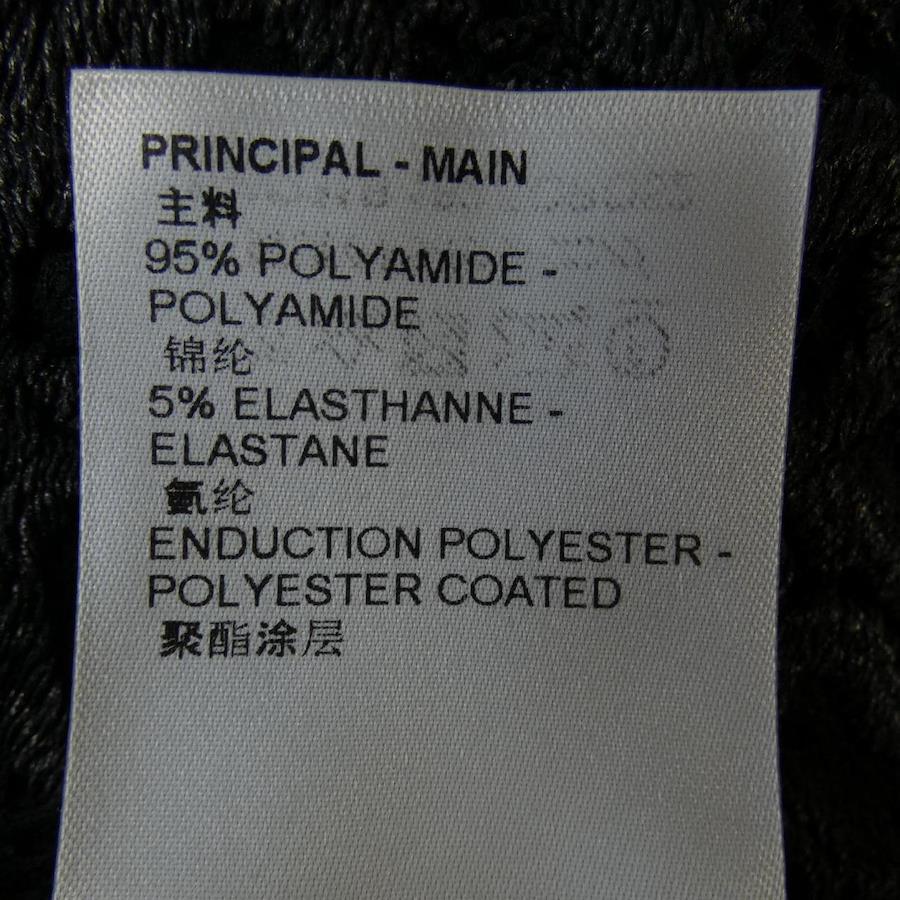 PRINCIPAL - MAIN
主料
95% POLYAMIDE -
POLYAMIDE
锦纶
5% ELASTHANNE -
ELASTANE
氨纶
ENDUCTION POLYESTER -
POLYESTER COATED
聚酯涂层